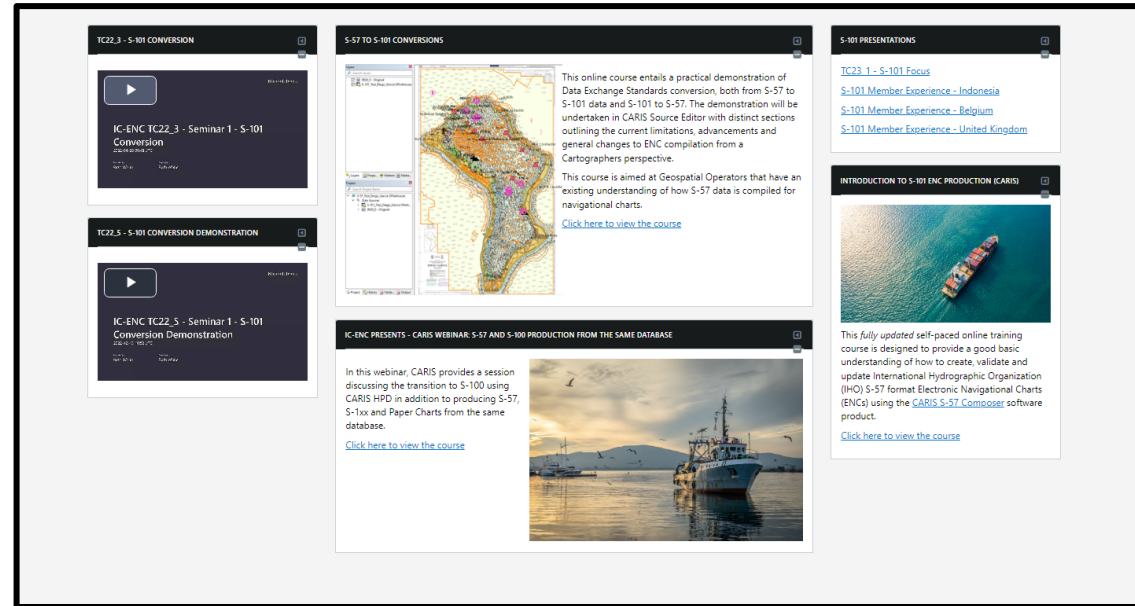 TC22_3 - S-101 CONVERSION
IC-ENC TC22_3 - Seminar 1 - S-101
Conversion
TC22_5 - S-101 CONVERSION DEMONSTRATION
IC-ENC TC22_5 - Seminar 1 - S-101
Conversion Demonstration
S-57 TO S-101 CONVERSIONS
This online course entails a practical demonstration of
Data Exchange Standards conversion, both from S-57 to
S-101 data and S-101 to S-57. The demonstration will be
undertaken in CARIS Source Editor with distinct sections
outlining the current limitations, advancements and
general changes to ENC compilation from a
Cartographers perspective.
This course is aimed at Geospatial Operators that have an
existing understanding of how S-57 data is compiled for
navigational charts.
Click here to view the course
IC-ENC PRESENTS - CARIS WEBINAR: S-57 AND S-100 PRODUCTION FROM THE SAME DATABASE
In this webinar, CARIS provides a session
discussing the transition to S-100 using
CARIS HPD in addition to producing S-57,
S-1xx and Paper Charts from the same
database.
Click here to view the course
S-101 PRESENTATIONS
TC23_1 - S-101 Focus
S-101 Member Experience - Indonesia
S-101 Member Experience - Belgium
S-101 Member Experience - United Kingdom
INTRODUCTION TO S-101 ENC PRODUCTION (CARIS)
This fully updated self-paced online training
course is designed to provide a good basic
understanding of how to create, validate and
update International Hydrographic Organization
(IHO) S-57 format Electronic Navigational Charts
(ENCs) using the CARIS S-57 Composer software
product.
Click here to view the course